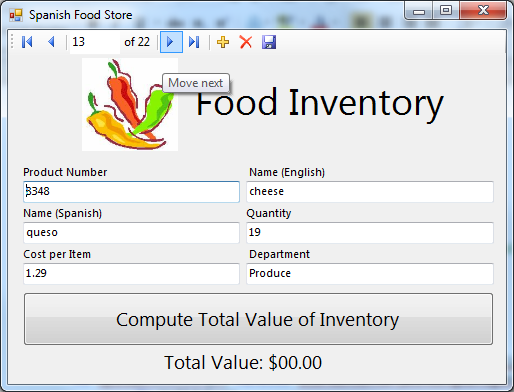 Spanish Food Store
13 of 22
Move next
Food Inventory
Product Number Name (English)
3348 cheese
Name (Spanish) Quantity
queso 19
Cost per Item Department
1.29 Produce
Compute Total Value of Inventory
Total Value: $00.00